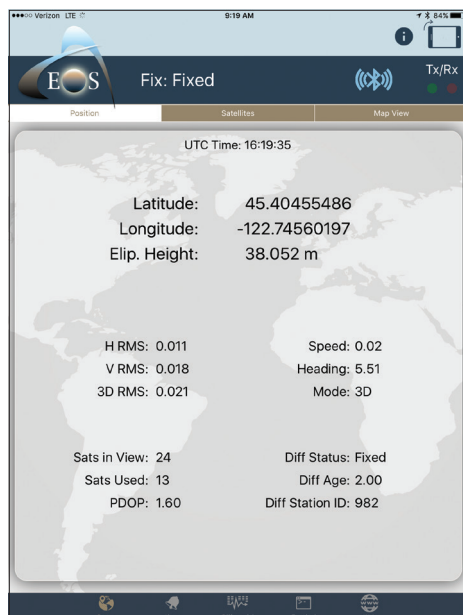 Verizon LTE 9:19 AM 84%
EOS Fix: Fixed Tx/Rx
Position Satellites Map View
UTC Time: 16:19:35
Latitude: 45.40455486
Longitude: -122.74560197
Elip. Height: 38.052 m
H RMS: 0.011 Speed: 0.02
V RMS: 0.018 Heading: 5.51
3D RMS: 0.021 Mode: 3D
Sats in View: 24 Diff Status: Fixed
Sats Used: 13 Diff Age: 2.00
PDOP: 1.60 Diff Station ID: 982
www